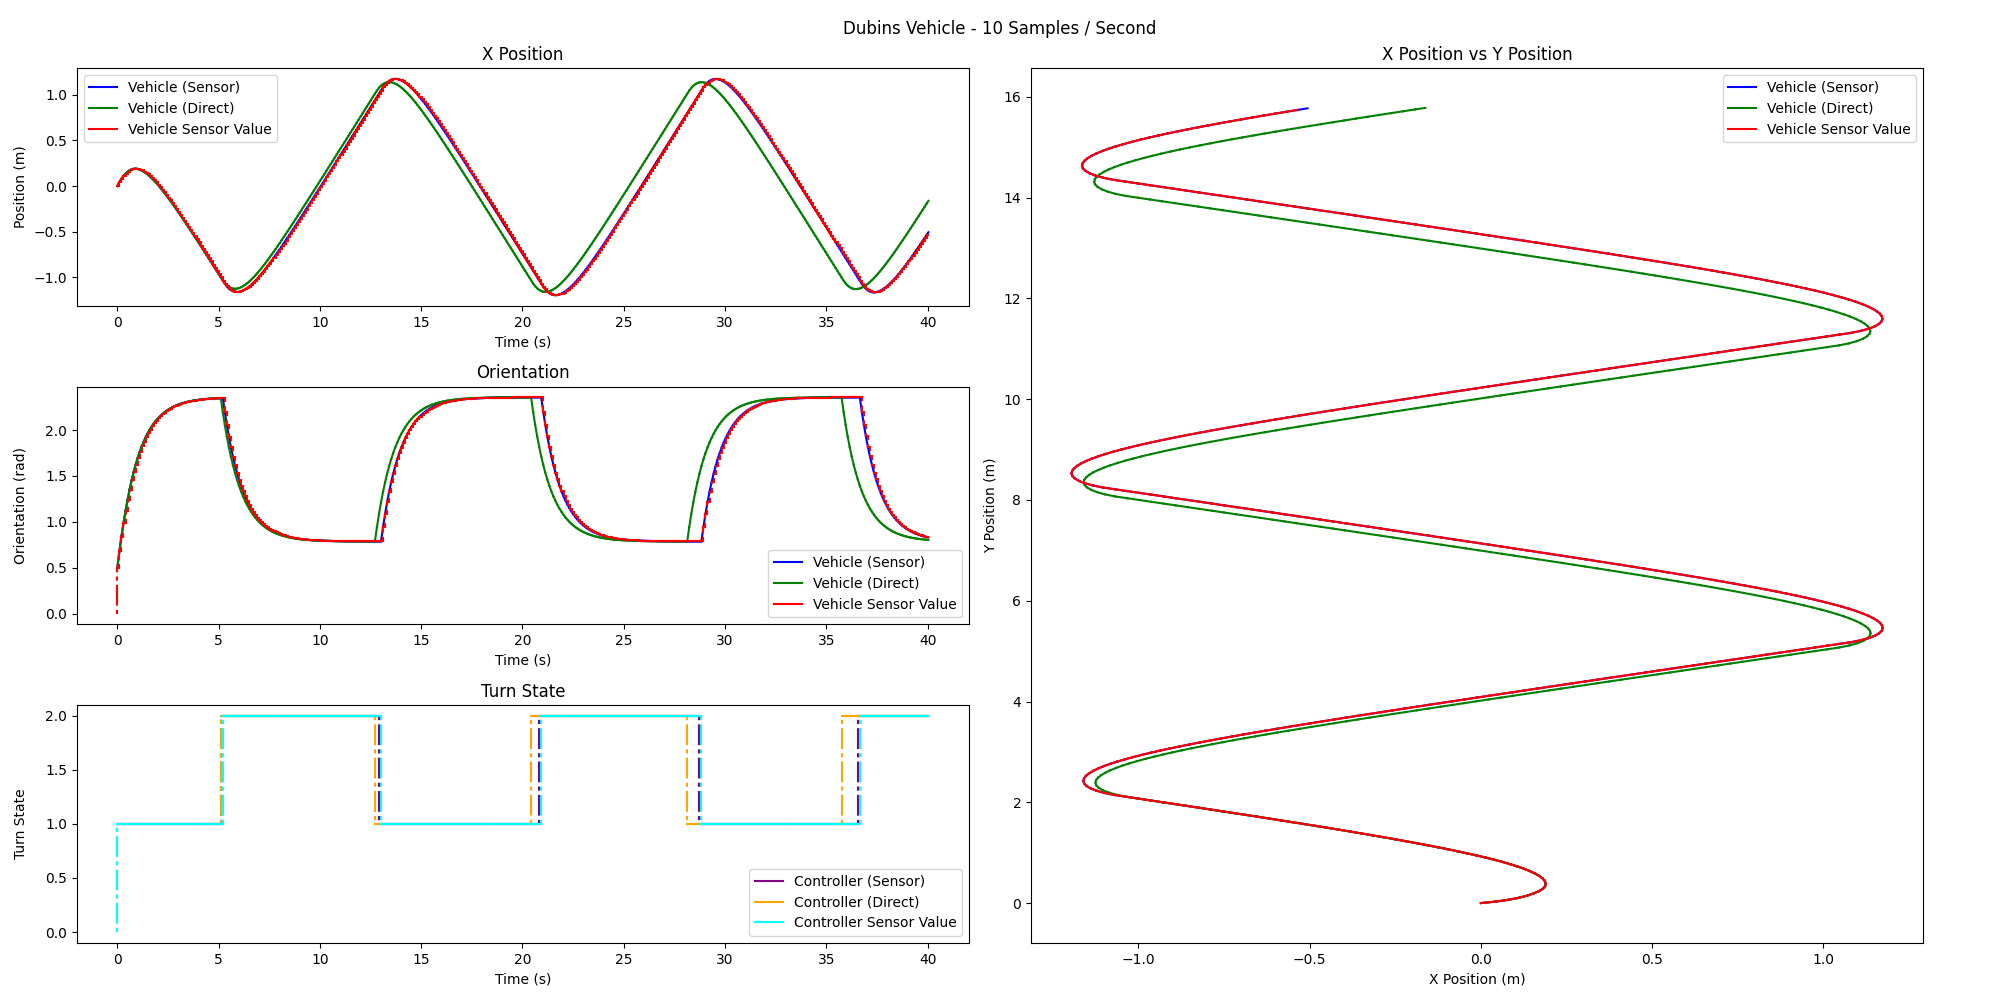 Dubins Vehicle - 10 Samples / Second
X Position
Vehicle (Sensor)
Vehicle (Direct)
Vehicle Sensor Value
Position (m)
1.0
0.5
0.0
−0.5
−1.0
0 5 10 15 20 25 30 35 40
Time (s)
Orientation
Orientation (rad)
2.0
1.5
1.0
0.5
0.0
Vehicle (Sensor)
Vehicle (Direct)
Vehicle Sensor Value
0 5 10 15 20 25 30 35 40
Time (s)
Turn State
Turn State
2.0
1.5
1.0
0.5
0.0
Controller (Sensor)
Controller (Direct)
Controller Sensor Value
0 5 10 15 20 25 30 35 40
Time (s)
X Position vs Y Position
Vehicle (Sensor)
Vehicle (Direct)
Vehicle Sensor Value
Y Position (m)
16
14
12
10
8
6
4
2
0
−1.0 −0.5 0.0 0.5 1.0
X Position (m)